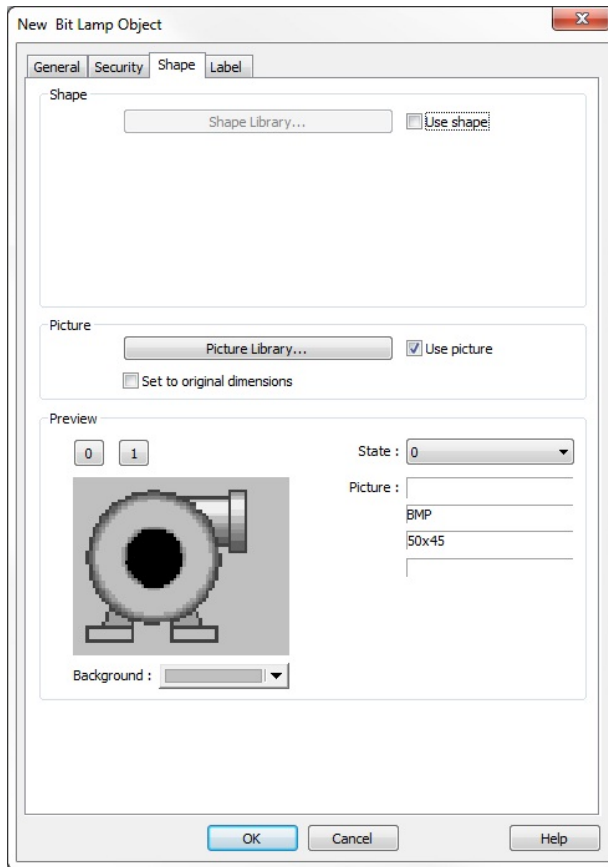 New Bit Lamp Object
General Security Shape Label
Shape
Shape Library... Use shape
Picture
Picture Library... Use picture
Set to original dimensions
Preview
0 1 State : 0
Picture :
BMP
50x45
Background :
OK Cancel Help